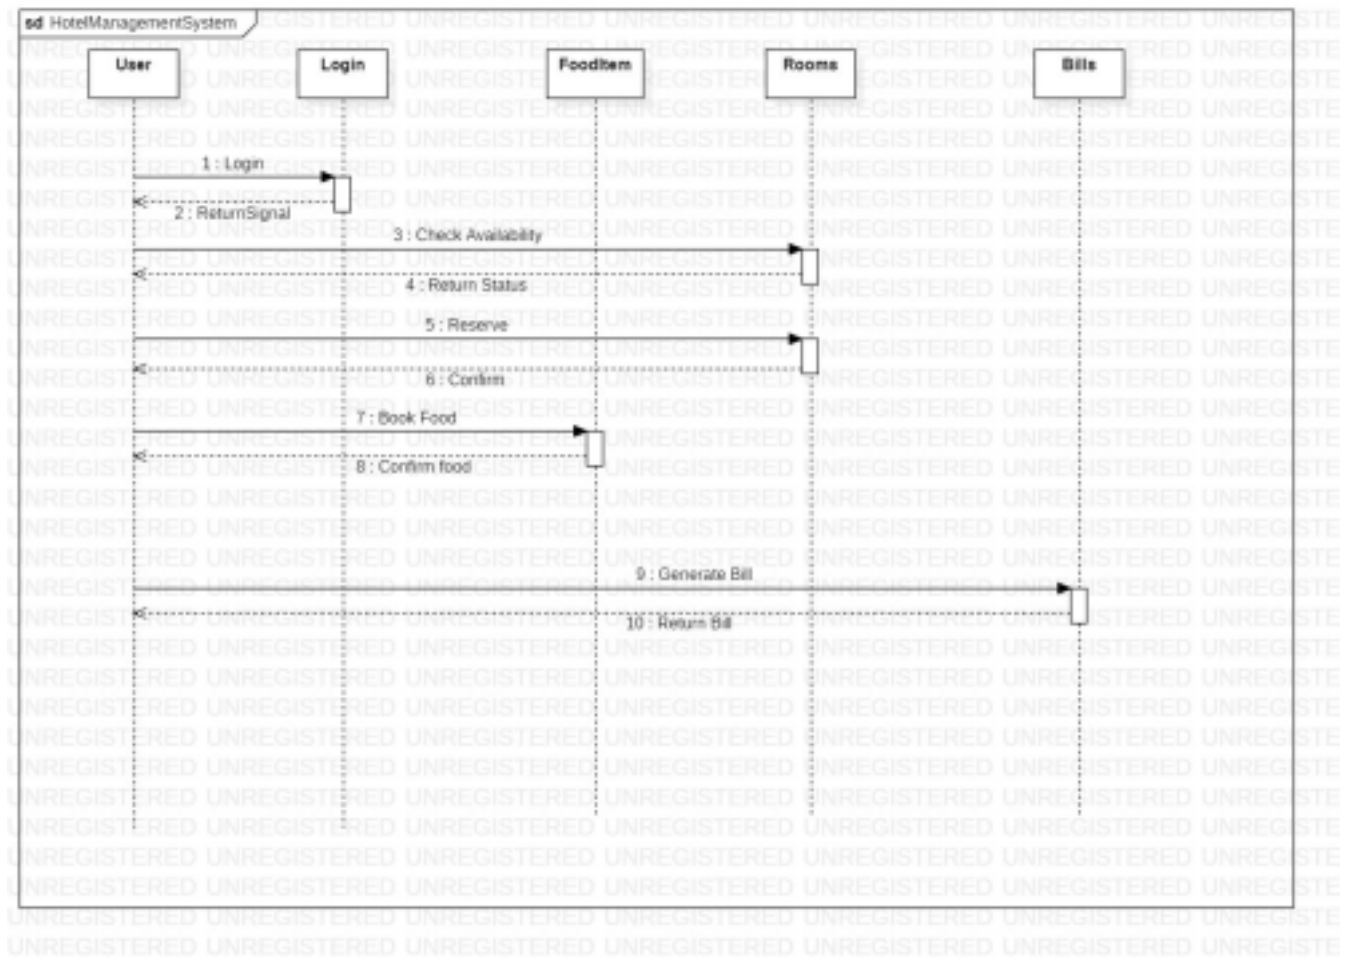 sd HotelManagementSystem
User
Login
FoodItem
Rooms
Bills
1 : Login
2 : ReturnSignal
3 : Check Availability
4 : Return Status
5 : Reserve
6 : Confirm
7 : Book Food
8 : Confirm food
9 : Generate Bill
10 : Return Bill
UNREGISTERED